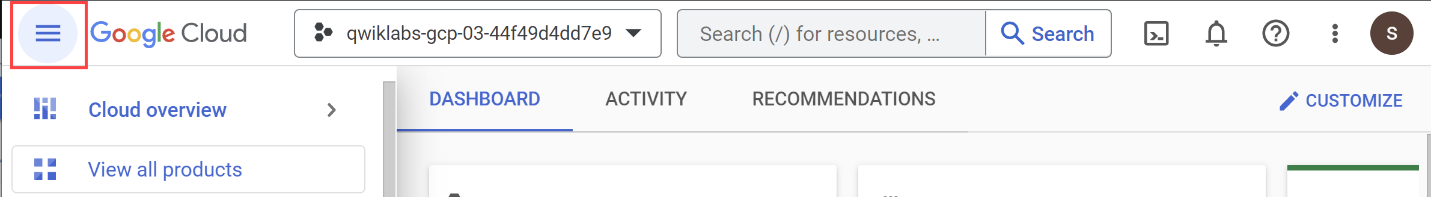 Google Cloud
qwiklabs-gcp-03-44f49d4dd7e9
Search (/) for resources, ...
Search
S
Cloud overview
DASHBOARD
ACTIVITY
RECOMMENDATIONS
CUSTOMIZE
View all products